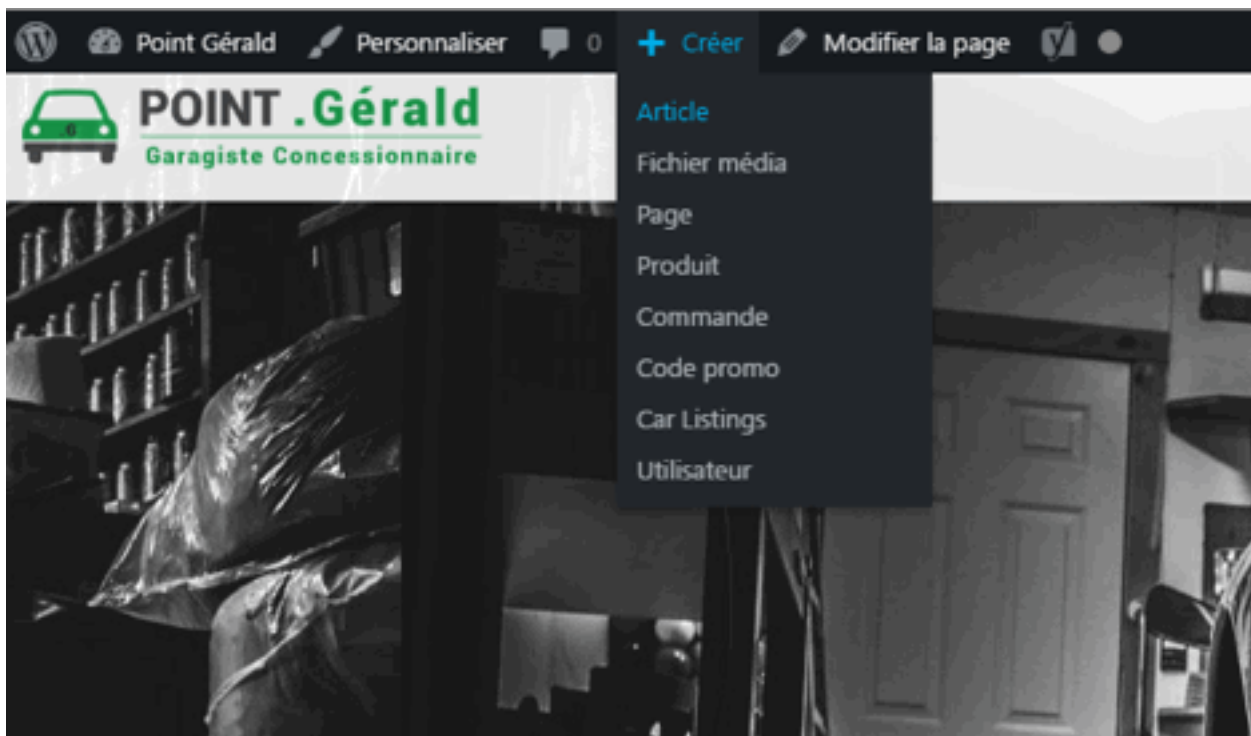 Point Gérald Personnaliser 0 + Créer Modifier la page
POINT .Gérald
Garagiste Concessionnaire
.G
Article
Fichier média
Page
Produit
Commande
Code promo
Car Listings
Utilisateur